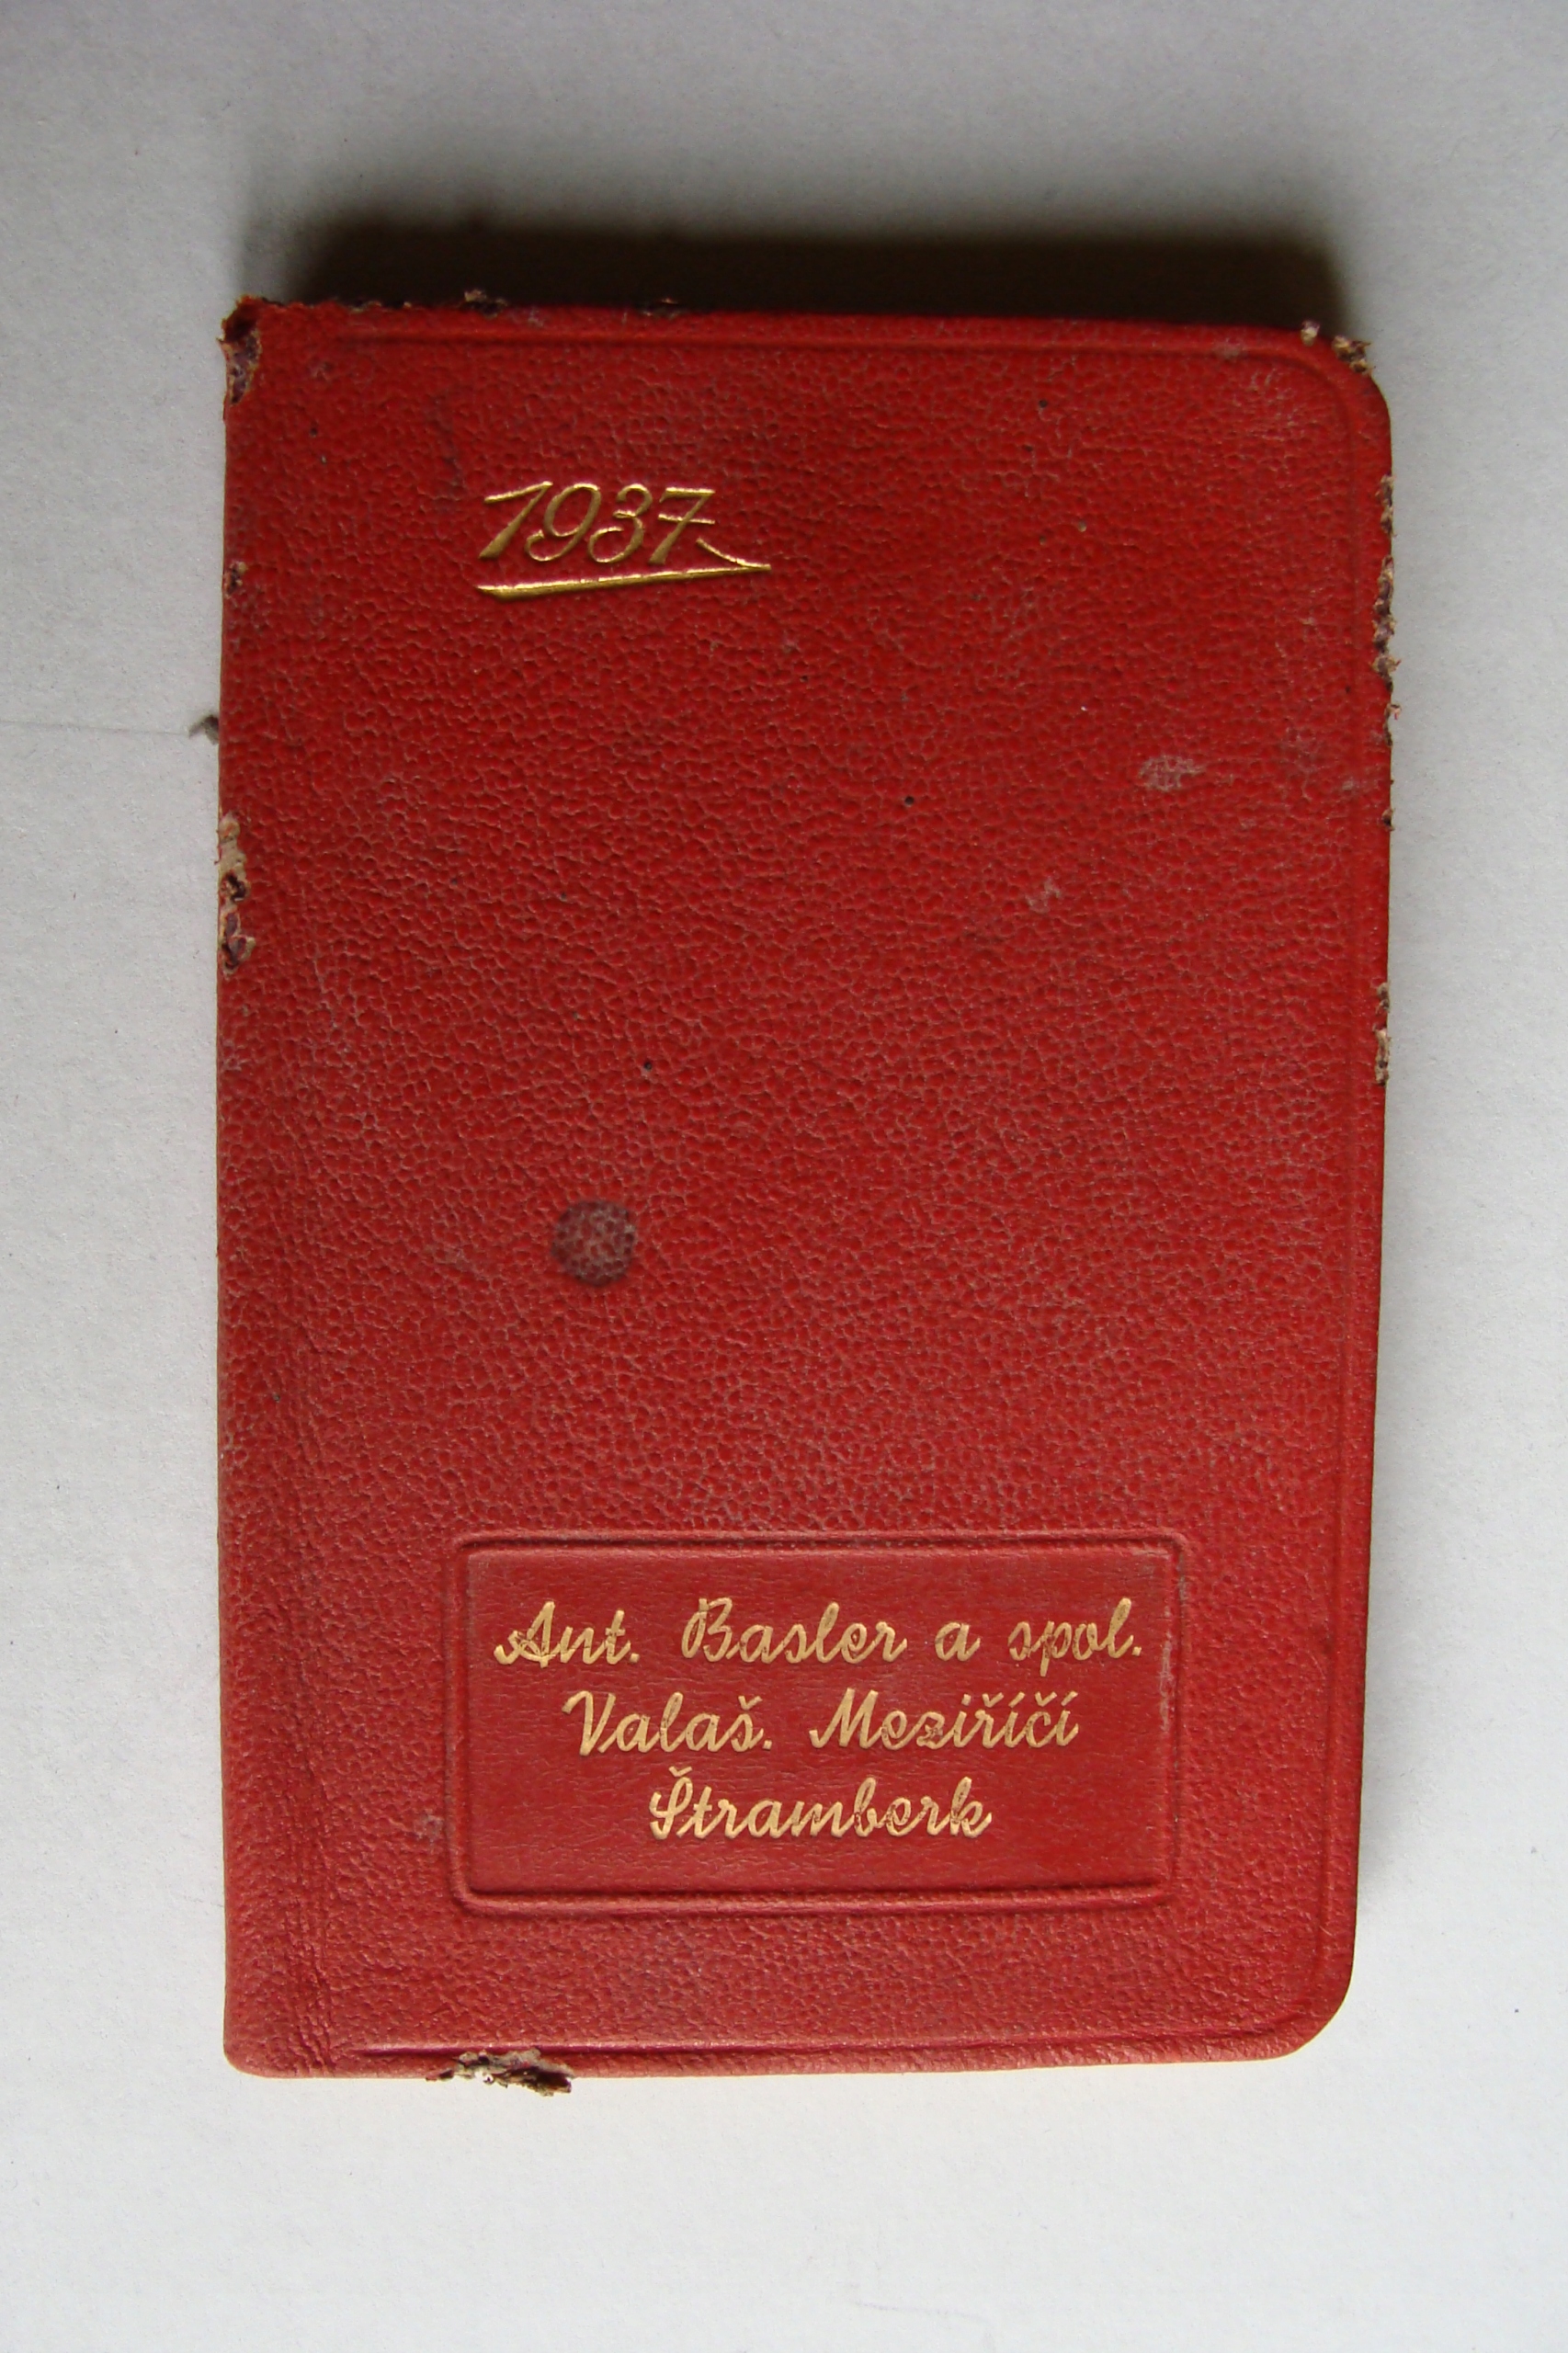 1937
Ant. Basler a spol.
Valaš. Meziříčí
Štramberk